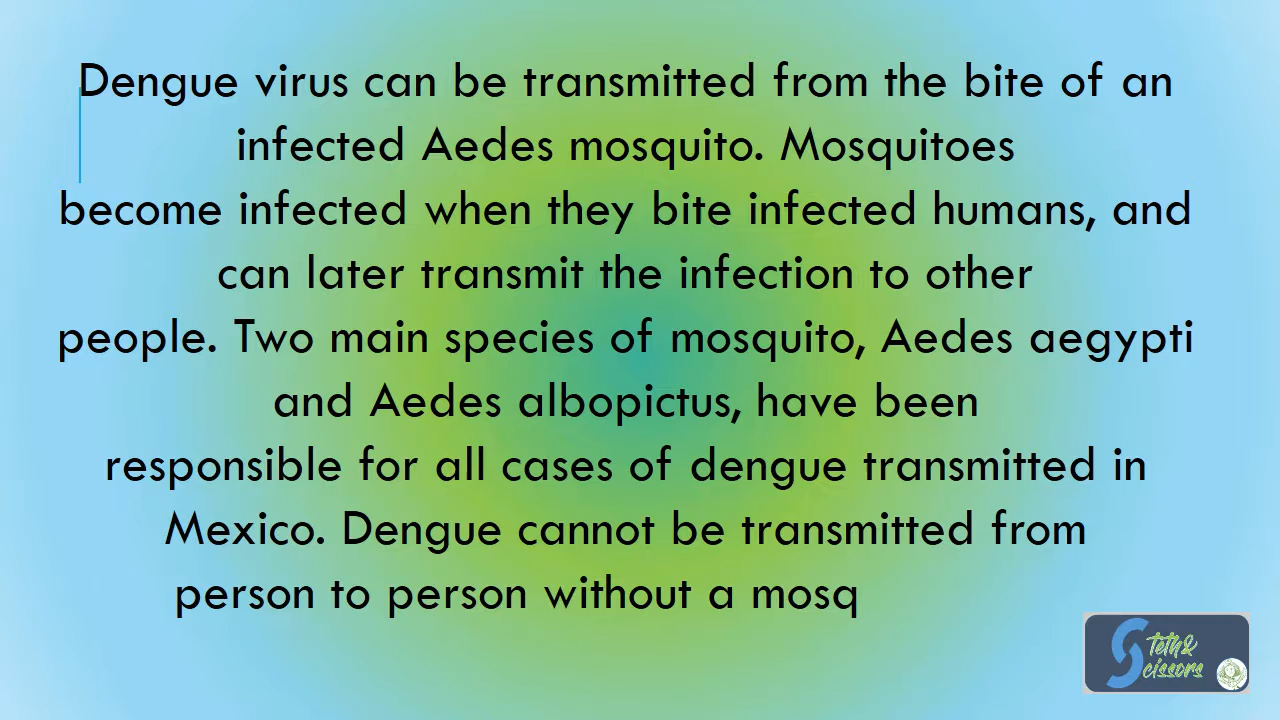 Dengue virus can be transmitted from the bite of an
infected Aedes mosquito. Mosquitoes
become infected when they bite infected humans, and
can later transmit the infection to other
people. Two main species of mosquito, Aedes aegypti
and Aedes albopictus, have been
responsible for all cases of dengue transmitted in
Mexico. Dengue cannot be transmitted from
person to person without a mosq
Steth&
Scissors